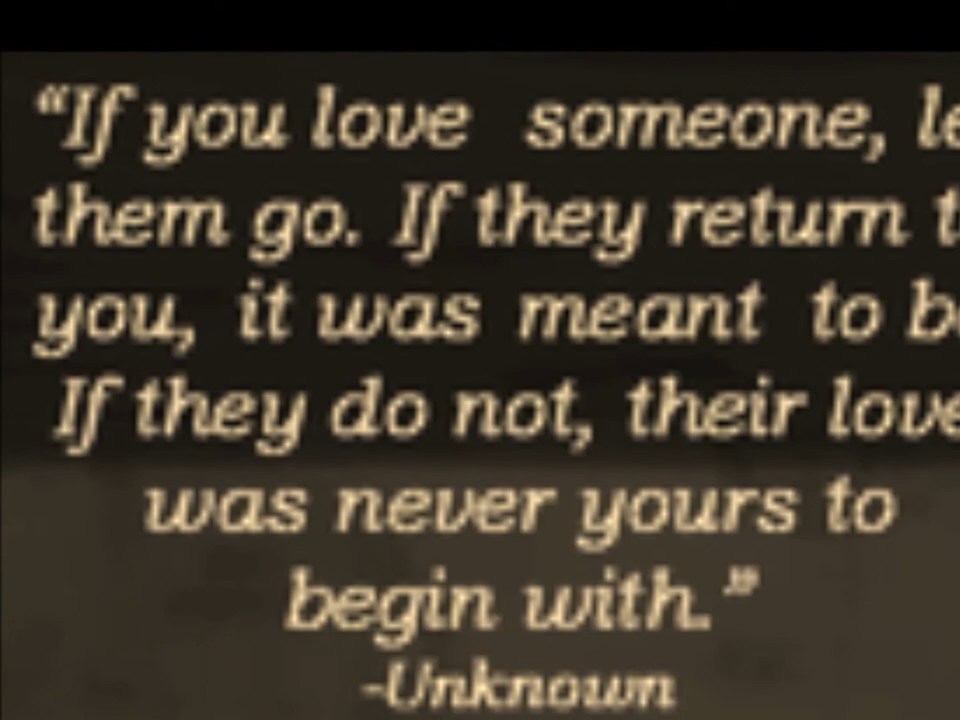 “If you love someone, le
them go. If they return t
you, it was meant to b
If they do not, their love
was never yours to
begin with.”
-Unknown